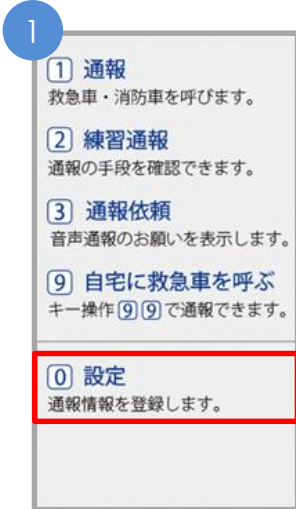 1
1 通報
救急車・消防車を呼びます。
2 練習通報
通報の手段を確認できます。
3 通報依頼
音声通報のお願いを表示します。
9 自宅に救急車を呼ぶ
キー操作99で通報できます。
0 設定
通報情報を登録します。